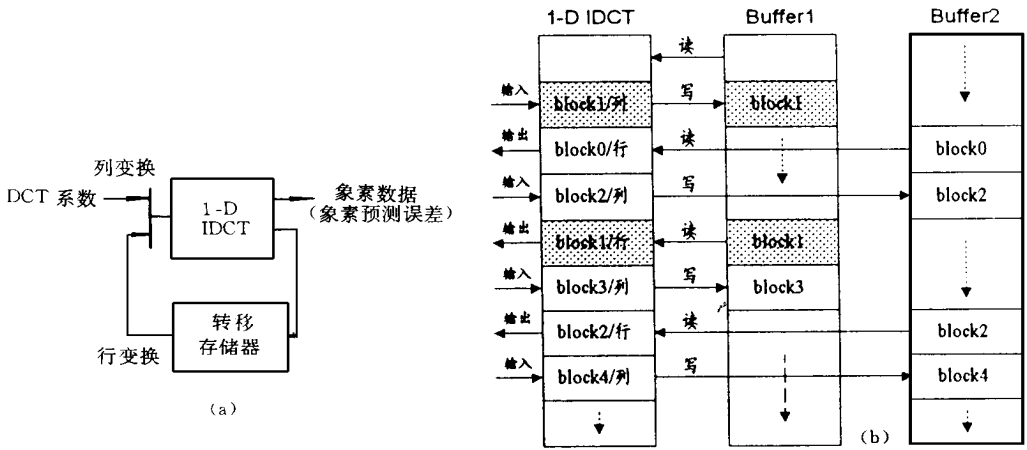 列变换
DCT 系数
1-D
IDCT
象素数据
（象素预测误差）
转移
存储器
行变换
（a）
1-D IDCT
Buffer1
Buffer2
读
输入
block1/列
写
block1
输出
block0/行
读
block0
输入
block2/列
写
block2
输出
block1/行
读
block1
输入
block3/列
写
block3
输出
block2/行
读
block2
输入
block4/列
写
block4
（b）